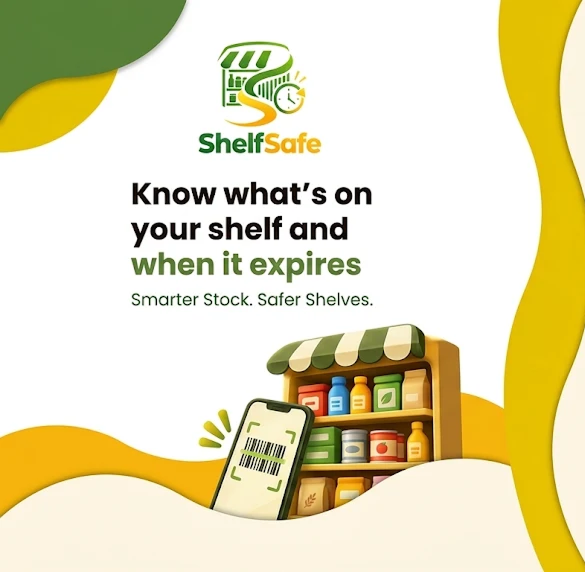 ShelfSafe
Know what's on
your shelf and
when it expires
Smarter Stock. Safer Shelves.